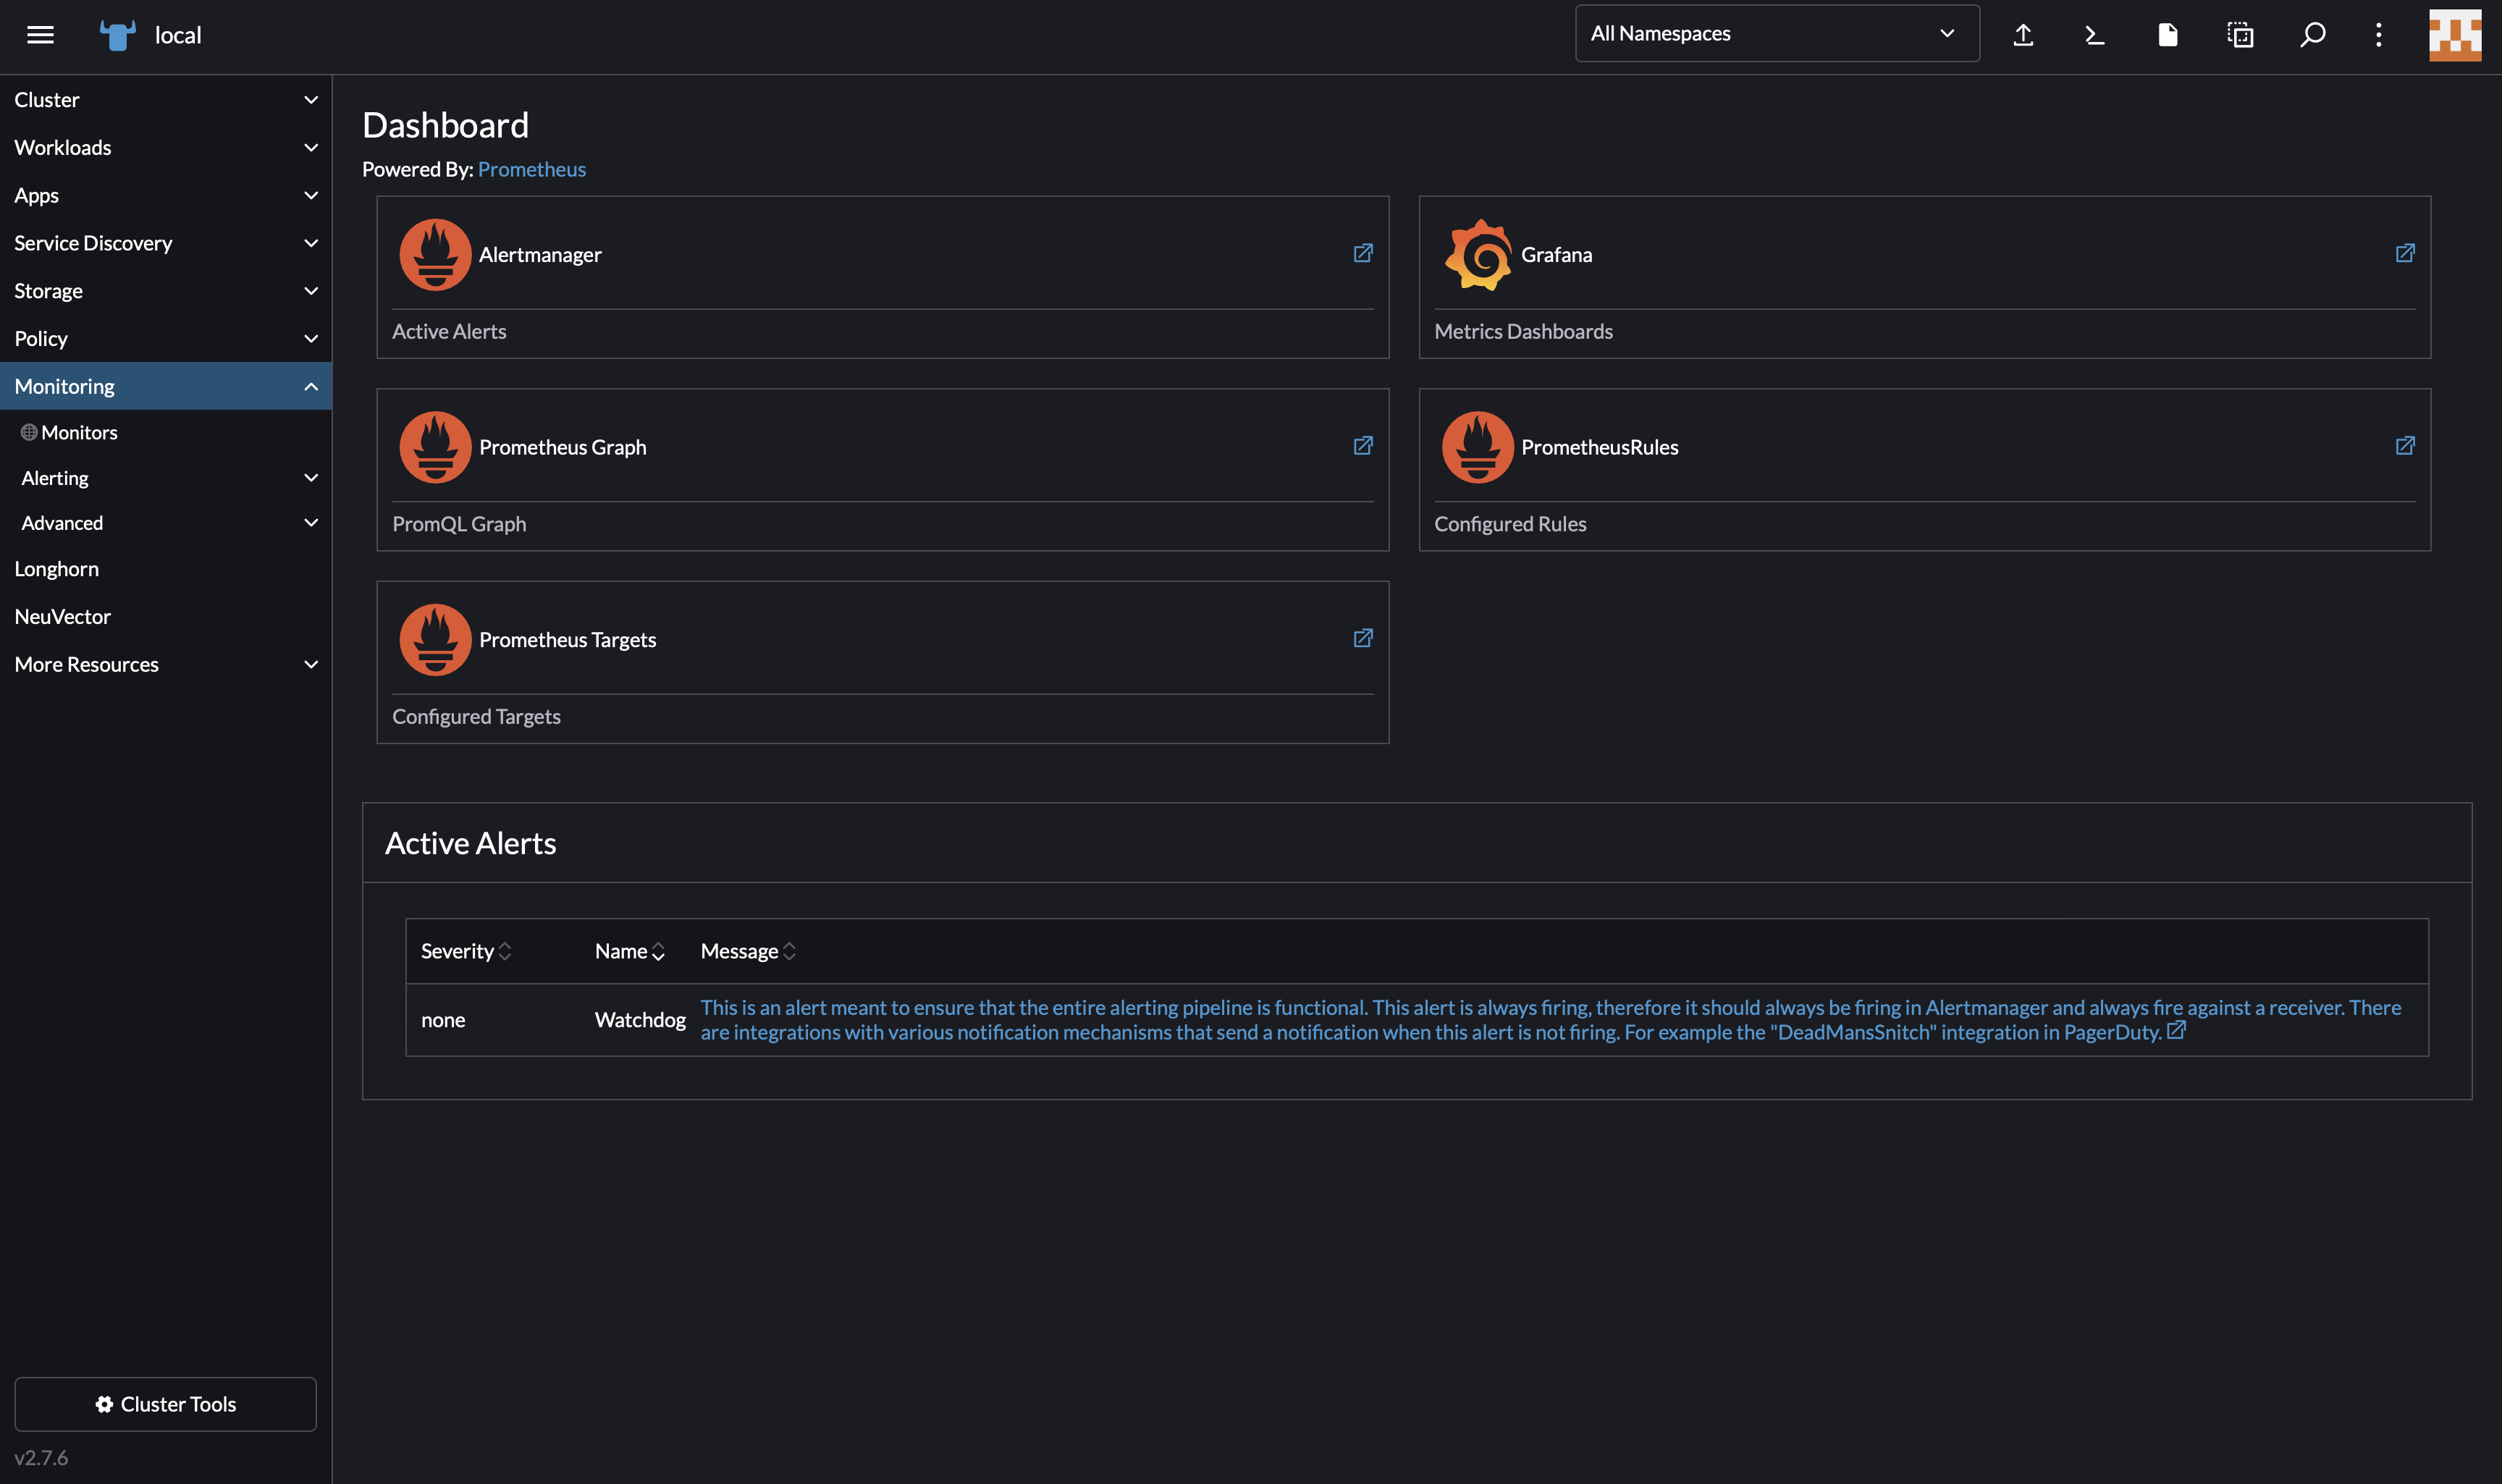 local
All Namespaces
Cluster
Workloads
Apps
Service Discovery
Storage
Policy
Monitoring
Monitors
Alerting
Advanced
Longhorn
NeuVector
More Resources
Cluster Tools
v2.7.6
Dashboard
Powered By: Prometheus
Alertmanager
Active Alerts
Grafana
Metrics Dashboards
Prometheus Graph
PromQL Graph
PrometheusRules
Configured Rules
Prometheus Targets
Configured Targets
Active Alerts
Severity Name Message
none Watchdog This is an alert meant to ensure that the entire alerting pipeline is functional. This alert is always firing, therefore it should always be firing in Alertmanager and always fire against a receiver. There
are integrations with various notification mechanisms that send a notification when this alert is not firing. For example the "DeadMansSnitch" integration in PagerDuty.